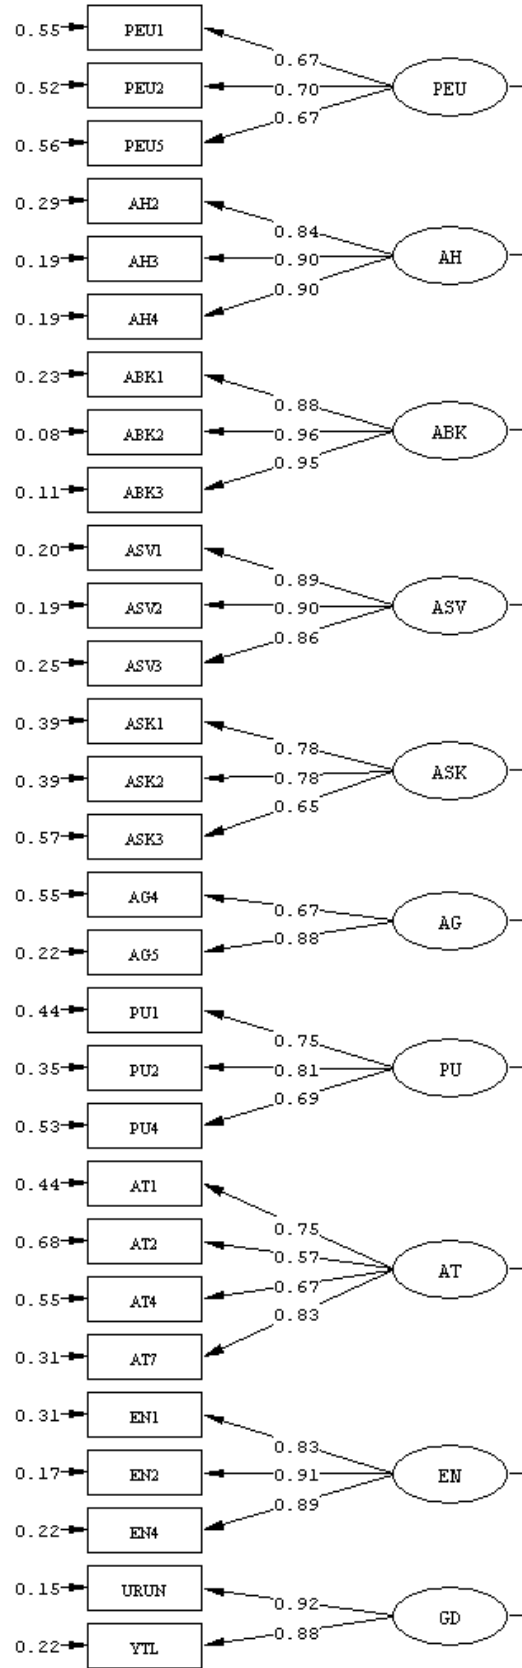 0.55 PEU1
0.67
0.52 PEU2 0.70 PEU
0.67
0.56 PEU5
0.29 AH2
0.84
0.19 AH3 0.90 AH
0.90
0.19 AH4
0.23 ABK1
0.88
0.08 ABK2 0.96 ABK
0.95
0.11 ABK3
0.20 ASV1
0.89
0.19 ASV2 0.90 ASV
0.86
0.25 ASV3
0.39 ASK1
0.78
0.39 ASK2 0.78 ASK
0.65
0.57 ASK3
0.55 AG4
0.67
AG
0.88
0.22 AG5
0.44 PU1
0.75
0.35 PU2 0.81 PU
0.69
0.53 PU4
0.44 AT1
0.75
0.68 AT2
0.57
AT
0.67
0.55 AT4
0.83
0.31 AT7
0.31 EN1
0.83
0.17 EN2 0.91 EN
0.89
0.22 EN4
0.15 URUN
0.92
GD
0.88
0.22 YTL